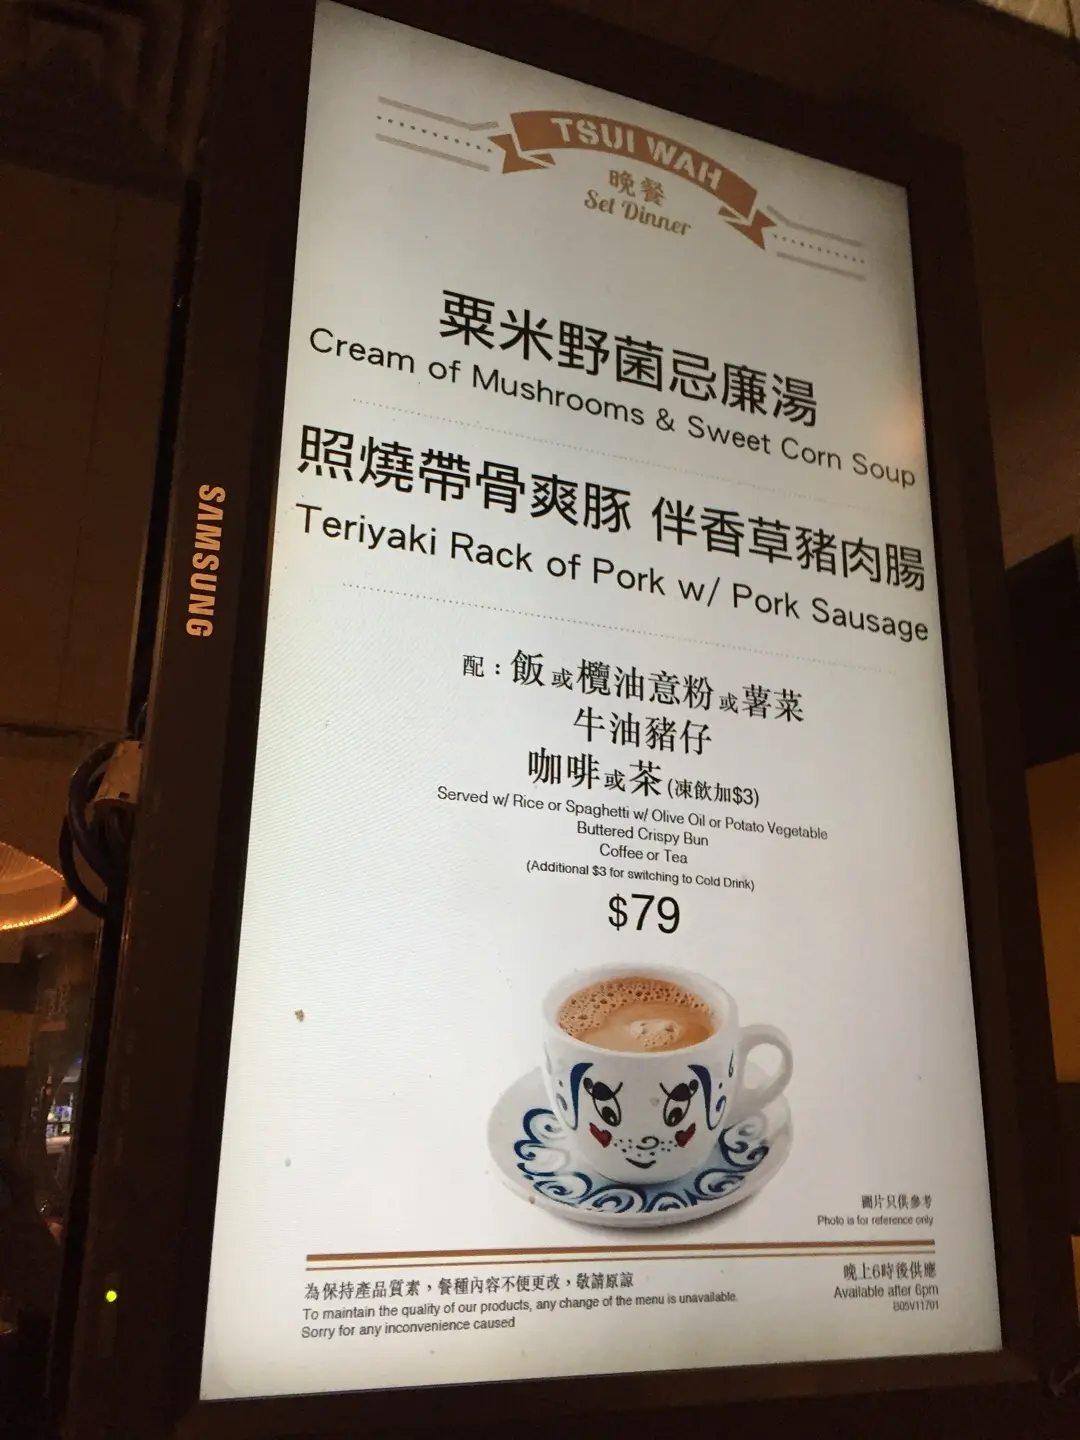 TSUI WAH
晚餐
Set Dinner
粟米野菌忌廉湯
Cream of Mushrooms & Sweet Corn Soup
照燒帶骨爽豚 伴香草豬肉腸
Teriyaki Rack of Pork w/ Pork Sausage
配：飯或欖油意粉或薯菜
牛油豬仔
咖啡或茶(凍飲加$3)
Served w/ Rice or Spaghetti w/ Olive Oil or Potato Vegetable
Buttered Crispy Bun
Coffee or Tea
(Additional $3 for switching to Cold Drink)
$79
SAMSUNG
圖片只供參考
Photo is for reference only
為保持產品質素，餐種內容不便更改，敬請原諒
To maintain the quality of our products, any change of the menu is unavailable.
Sorry for any inconvenience caused
晚上6時後供應
Available after 6pm
B05V11701